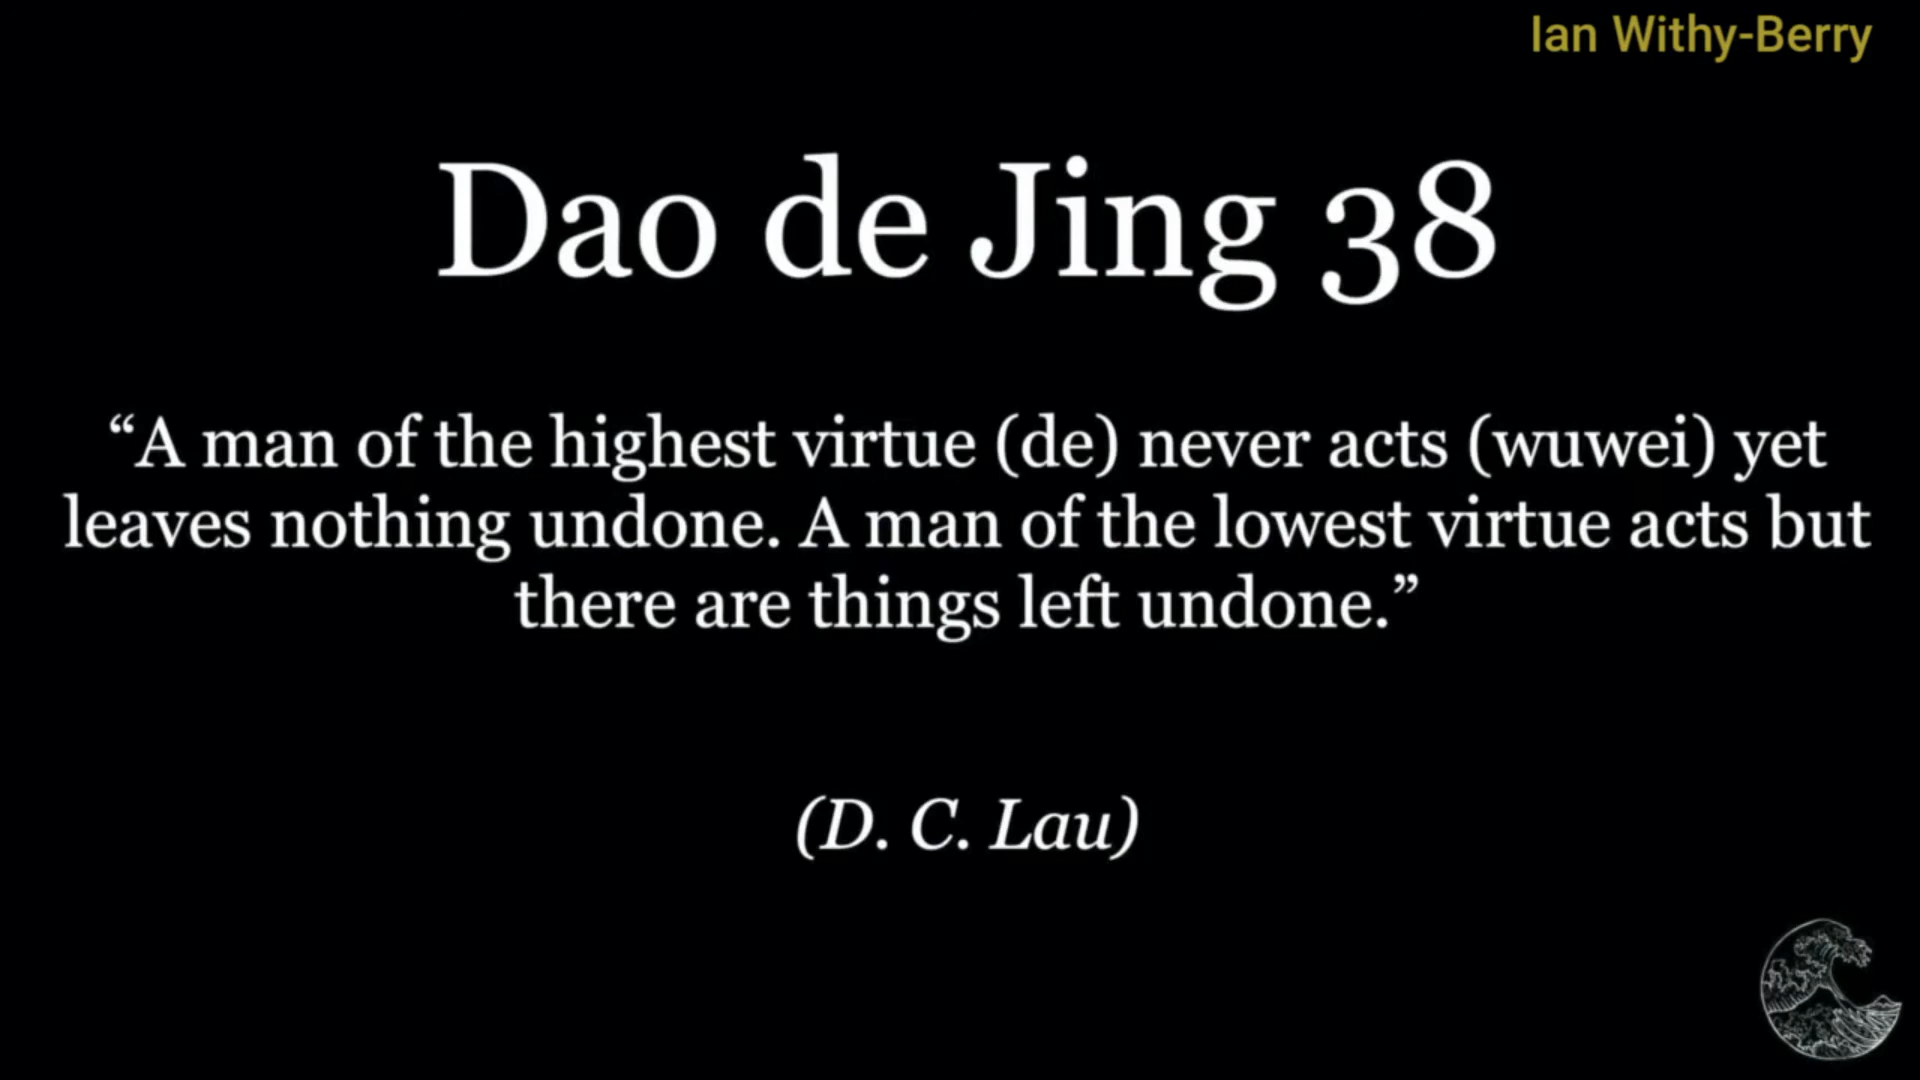 Ian Withy-Berry
Dao de Jing 38
“A man of the highest virtue (de) never acts (wuwei) yet
leaves nothing undone. A man of the lowest virtue acts but
there are things left undone.”
(D. C. Lau)